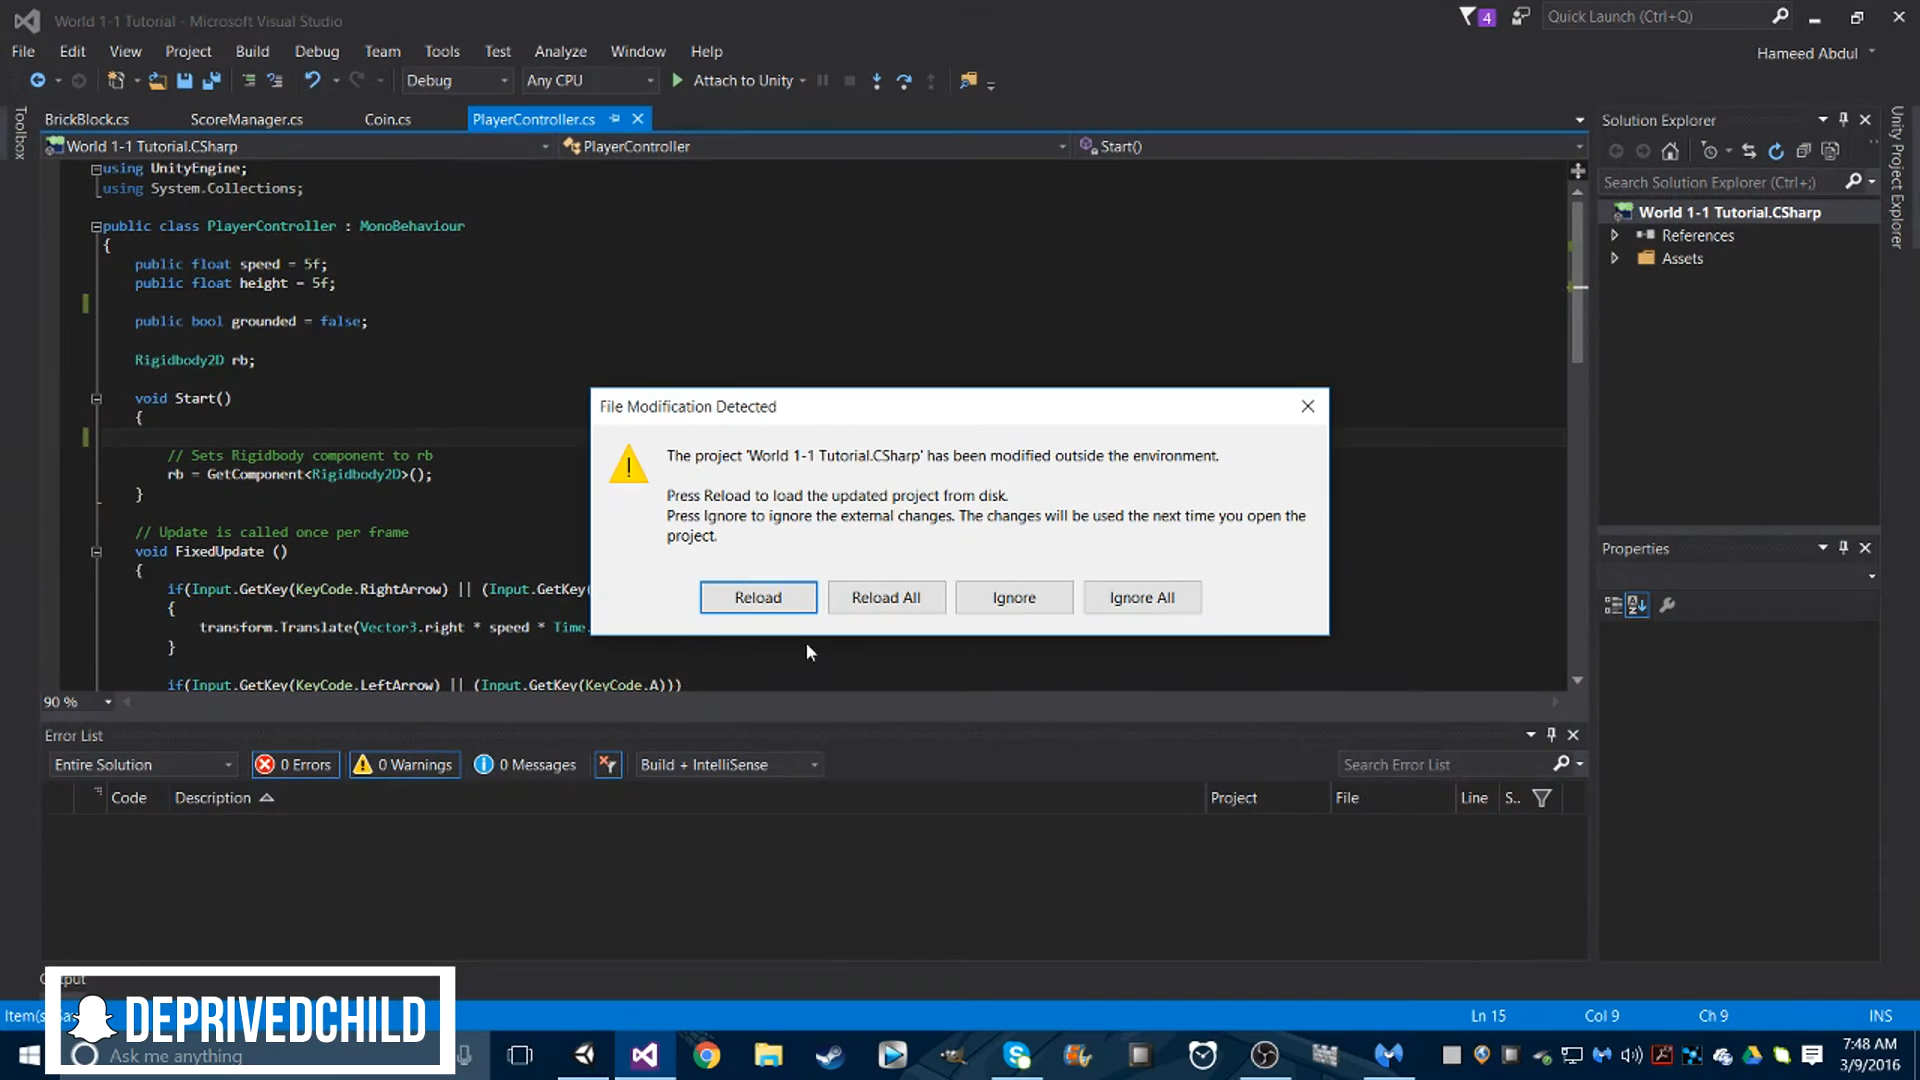 World 1-1 Tutorial - Microsoft Visual Studio
4
Quick Launch (Ctrl+Q)
File Edit View Project Build Debug Team Tools Test Analyze Window Help
Hameed Abdul
Debug Any CPU Attach to Unity
BrickBlock.cs ScoreManager.cs Coin.cs PlayerController.cs
World 1-1 Tutorial.CSharp PlayerController Start()
Toolbox
using UnityEngine;
using System.Collections;
public class PlayerController : MonoBehaviour
{
public float speed = 5f;
public float height = 5f;
public bool grounded = false;
Rigidbody2D rb;
void Start()
{
// Sets Rigidbody component to rb
rb = GetComponent<Rigidbody2D>();
}
// Update is called once per frame
void FixedUpdate ()
{
if(Input.GetKey(KeyCode.RightArrow) || (Input.GetKey(
{
transform.Translate(Vector3.right * speed * Time.
}
if(Input.GetKey(KeyCode.LeftArrow) || (Input.GetKey(KeyCode.A)))
90 %
File Modification Detected
The project 'World 1-1 Tutorial.CSharp' has been modified outside the environment.
Press Reload to load the updated project from disk.
Press Ignore to ignore the external changes. The changes will be used the next time you open the
project.
Reload Reload All Ignore Ignore All
Solution Explorer
Search Solution Explorer (Ctrl+;)
World 1-1 Tutorial.CSharp
References
Assets
Unity Project Explorer
Properties
Error List
Entire Solution 0 Errors 0 Warnings 0 Messages Build + IntelliSense Search Error List
Code Description Project File Line S..
Ln 15 Col 9 Ch 9 INS
DEPRIVEDCHILD
Ask me anything
7:48 AM
3/9/2016